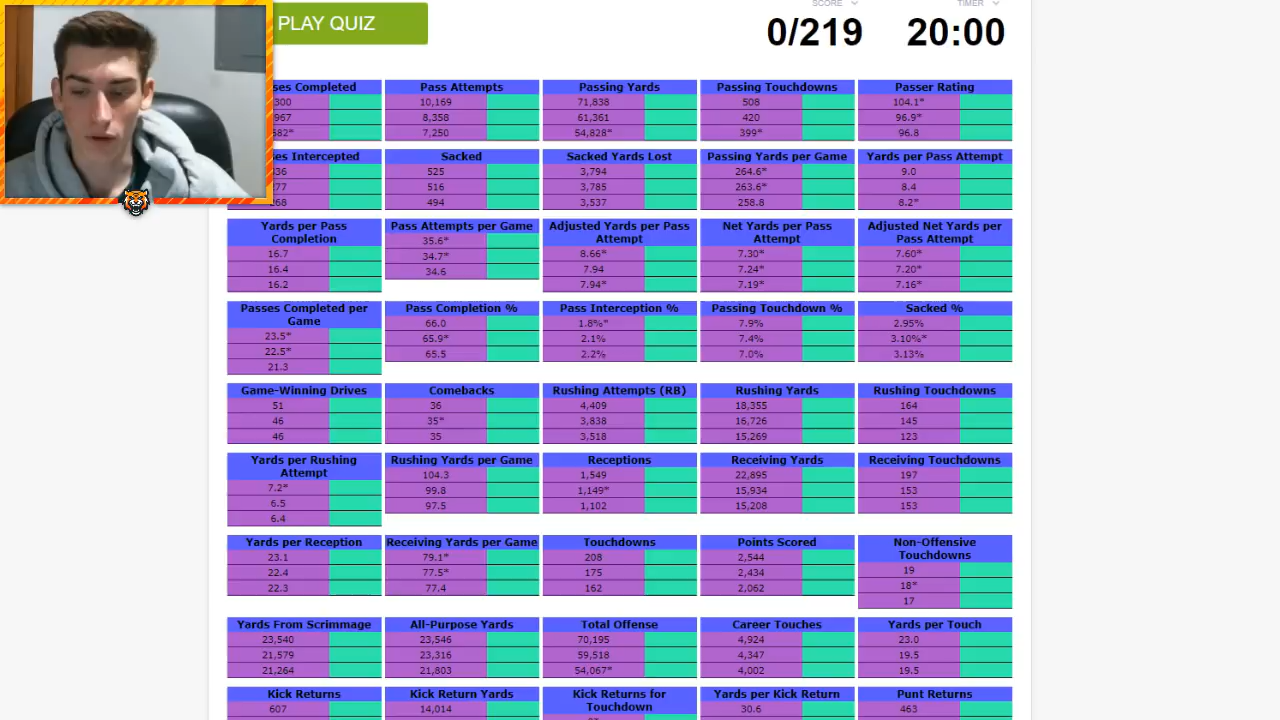 PLAY QUIZ
SCORE TIMER
0/219 20:00
Completed Pass Attempts Passing Yards Passing Touchdowns Passer Rating
300 10,169 71,838 508 104.1*
967 8,358 61,361 420 96.9*
682* 7,250 54,828* 399* 96.8
Intercepted Sacked Sacked Yards Lost Passing Yards per Game Yards per Pass Attempt
525 3,794 264.6* 9.0
277 516 3,785 263.6* 8.4
268 494 3,537 258.8 8.2*
Yards per Pass Completion Pass Attempts per Game Adjusted Yards per Pass Attempt Net Yards per Pass Attempt Adjusted Net Yards per Pass Attempt
16.7 35.6* 8.66* 7.30* 7.60*
16.4 34.7* 7.94 7.24* 7.20*
16.2 34.6 7.94* 7.19* 7.16*
Passes Completed per Game Pass Completion % Pass Interception % Passing Touchdown % Sacked %
23.5* 66.0 1.8%* 7.9% 2.95%
22.5* 65.9* 2.1% 7.4% 3.10%*
21.3 65.5 2.2% 7.0% 3.13%
Game-Winning Drives Comebacks Rushing Attempts (RB) Rushing Yards Rushing Touchdowns
51 36 4,409 18,355 164
46 35* 3,838 16,726 145
46 35 3,518 15,269 123
Yards per Rushing Attempt Rushing Yards per Game Receptions Receiving Yards Receiving Touchdowns
7.2* 104.3 1,549 22,895 197
6.5 99.8 1,149* 15,934 153
6.4 97.5 1,102 15,208 153
Yards per Reception Receiving Yards per Game Touchdowns Points Scored Non-Offensive Touchdowns
23.1 79.1* 208 2,544 19
22.4 77.5* 175 2,434 18*
22.3 77.4 162 2,062 17
Yards From Scrimmage All-Purpose Yards Total Offense Career Touches Yards per Touch
23,540 23,546 70,195 4,924 23.0
21,579 23,316 59,518 4,347 19.5
21,264 21,803 54,067* 4,002 19.5
Kick Returns Kick Return Yards Kick Returns for Touchdown Yards per Kick Return Punt Returns
607 14,014 30.6 463